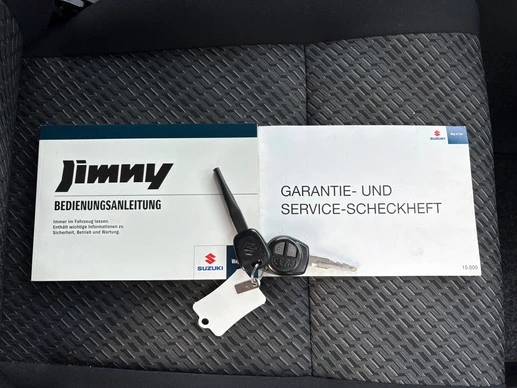 Jimny
BEDIENUNGSANLEITUNG
Immer im Fahrzeug lassen.
Enthält wichtige Informationen zu
Sicherheit, Betrieb und Wartung.
SUZUKI
SUZUKI
GARANTIE- UND
SERVICE-SCHECKHEFT
15.000